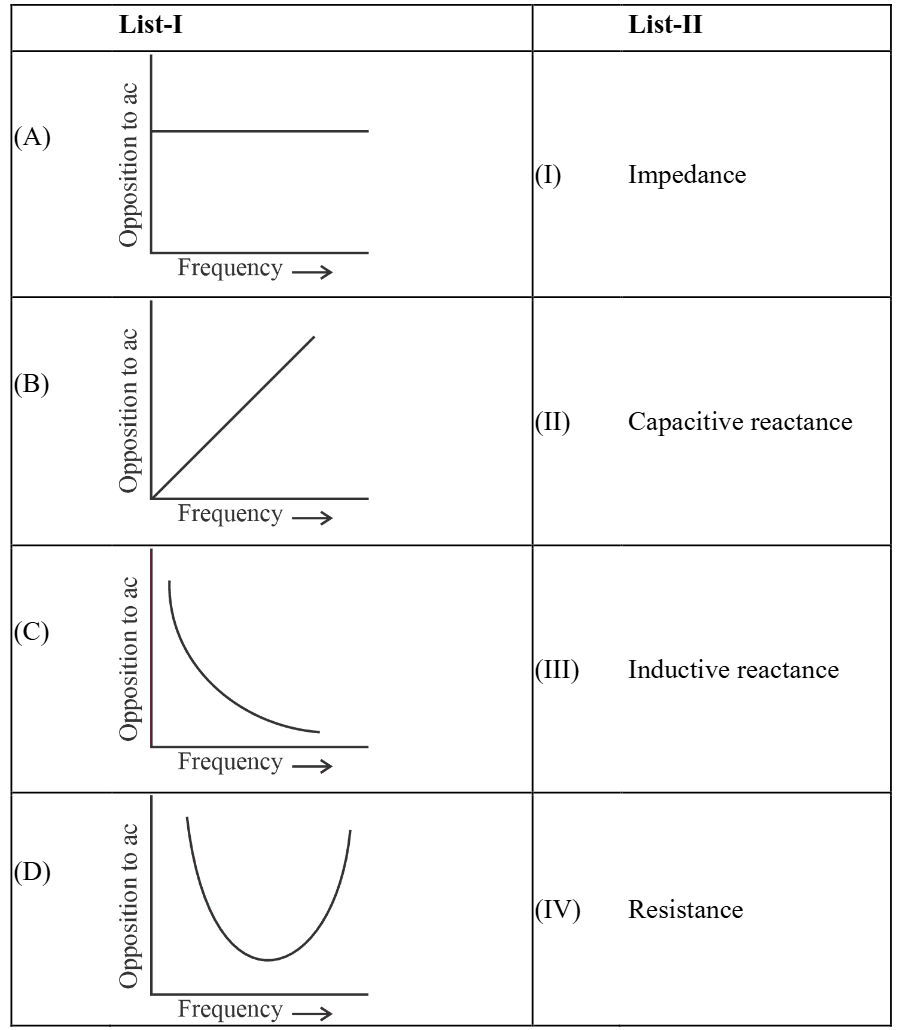 List-I List-II
(A) Opposition to ac
Frequency
(I) Impedance
(B) Opposition to ac
Frequency
(II) Capacitive reactance
(C) Opposition to ac
Frequency
(III) Inductive reactance
(D) Opposition to ac
Frequency
(IV) Resistance